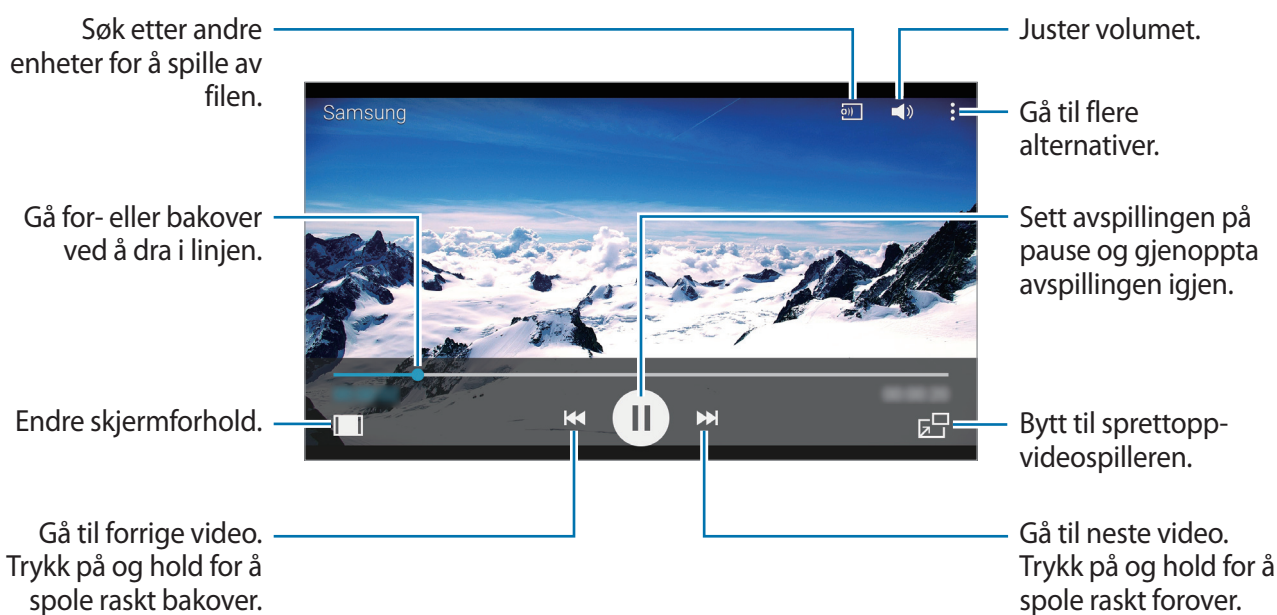 Søk etter andre
enheter for å spille av
filen.
Juster volumet.
Samsung
Gå til flere
alternativer.
Gå for- eller bakover
ved å dra i linjen.
Sett avspillingen på
pause og gjenoppta
avspillingen igjen.
Endre skjermforhold.
Bytt til sprettopp-
videospilleren.
Gå til forrige video.
Trykk på og hold for å
spole raskt bakover.
Gå til neste video.
Trykk på og hold for å
spole raskt forover.